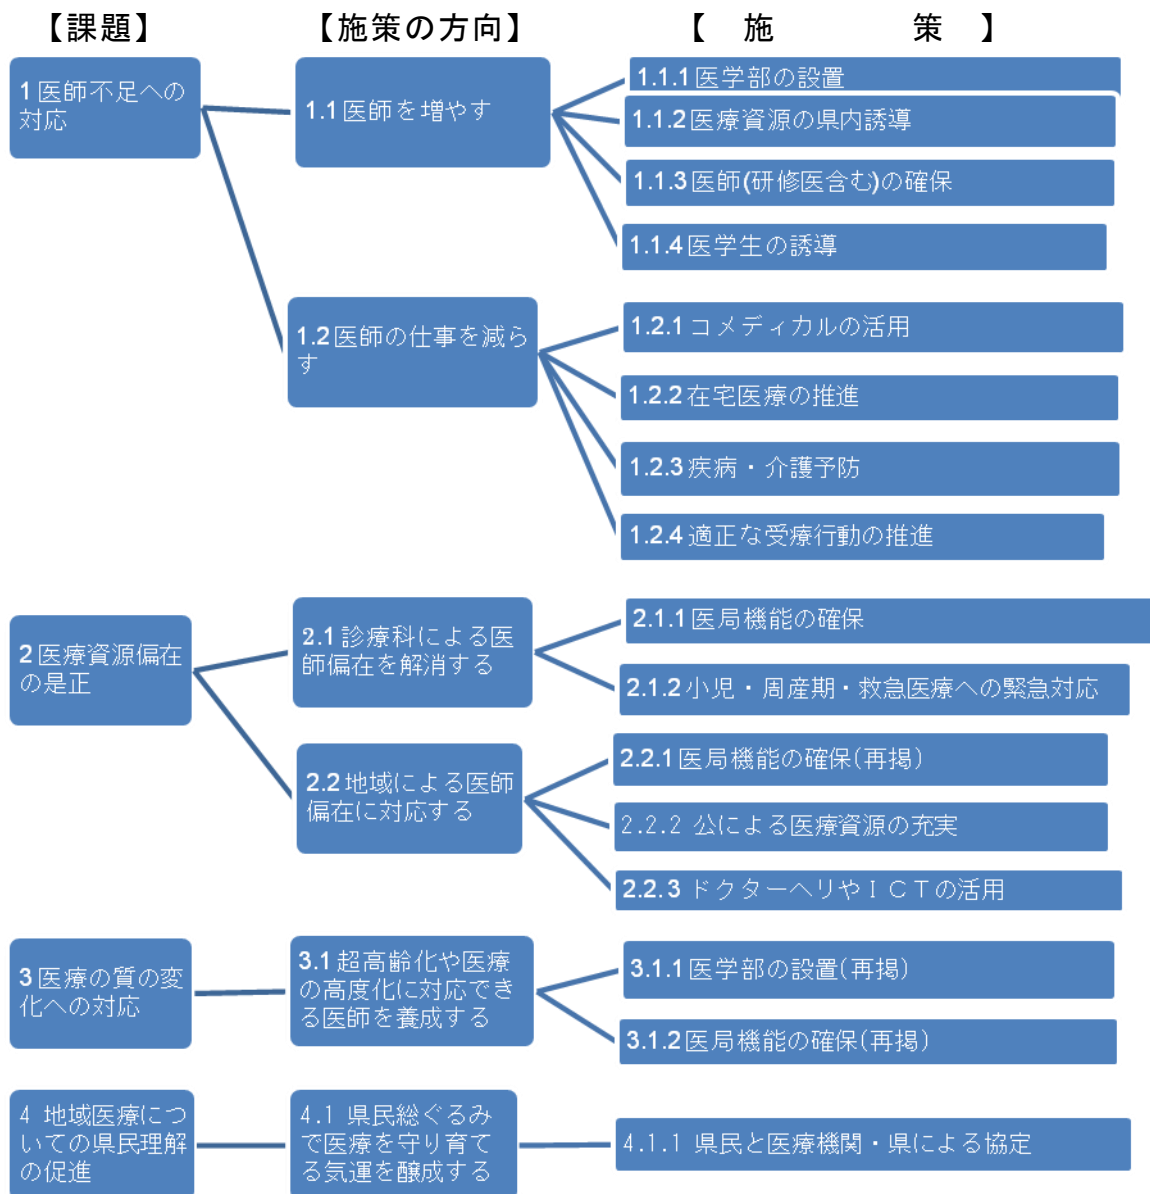 【課題】
【施策の方向】
【　施　　　　策　】
1 医師不足への
対応
1.1 医師を増やす
1.1.1 医学部の設置
1.1.2 医療資源の県内誘導
1.1.3 医師(研修医含む)の確保
1.1.4 医学生の誘導
1.2 医師の仕事を減ら
す
1.2.1 コメディカルの活用
1.2.2 在宅医療の推進
1.2.3 疾病・介護予防
1.2.4 適正な受療行動の推進
2 医療資源偏在
の是正
2.1 診療科による医
師偏在を解消する
2.1.1 医局機能の確保
2.1.2 小児・周産期・救急医療への緊急対応
2.2 地域による医師
偏在に対応する
2.2.1 医局機能の確保(再掲)
2.2.2 公による医療資源の充実
2.2.3 ドクターヘリやＩＣＴの活用
3 医療の質の変
化への対応
3.1 超高齢化や医療
の高度化に対応でき
る医師を養成する
3.1.1 医学部の設置(再掲)
3.1.2 医局機能の確保(再掲)
4 地域医療につ
いての県民理解
の促進
4.1 県民総ぐるみ
で医療を守り育て
る気運を醸成する
4.1.1 県民と医療機関・県による協定